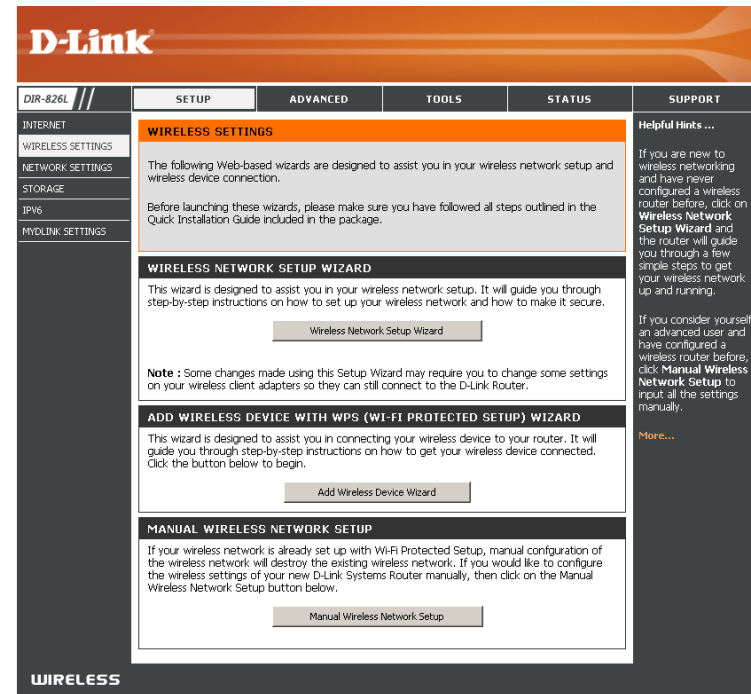 D-Link
DIR-826L
SETUP
ADVANCED
TOOLS
STATUS
SUPPORT
INTERNET
WIRELESS SETTINGS
NETWORK SETTINGS
STORAGE
IPV6
MYDLINK SETTINGS
WIRELESS SETTINGS
The following Web-based wizards are designed to assist you in your wireless network setup and
wireless device connection.
Before launching these wizards, please make sure you have followed all steps outlined in the
Quick Installation Guide included in the package.
WIRELESS NETWORK SETUP WIZARD
This wizard is designed to assist you in your wireless network setup. It will guide you through
step-by-step instructions on how to set up your wireless network and how to make it secure.
Wireless Network Setup Wizard
Note : Some changes made using this Setup Wizard may require you to change some settings
on your wireless client adapters so they can still connect to the D-Link Router.
ADD WIRELESS DEVICE WITH WPS (WI-FI PROTECTED SETUP) WIZARD
This wizard is designed to assist you in connecting your wireless device to your router. It will
guide you through step-by-step instructions on how to get your wireless device connected.
Click the button below to begin.
Add Wireless Device Wizard
MANUAL WIRELESS NETWORK SETUP
If your wireless network is already set up with Wi-Fi Protected Setup, manual confguration of
the wireless network will destroy the existing wireless network. If you would like to configure
the wireless settings of your new D-Link Systems Router manually, then click on the Manual
Wireless Network Setup button below.
Manual Wireless Network Setup
Helpful Hints ...
If you are new to
wireless networking
and have never
configured a wireless
router before, click on
Wireless Network
Setup Wizard and
the router will guide
you through a few
simple steps to get
your wireless network
up and running.
If you consider yourself
an advanced user and
have configured a
wireless router before,
click Manual Wireless
Network Setup to
input all the settings
manually.
More...
WIRELESS